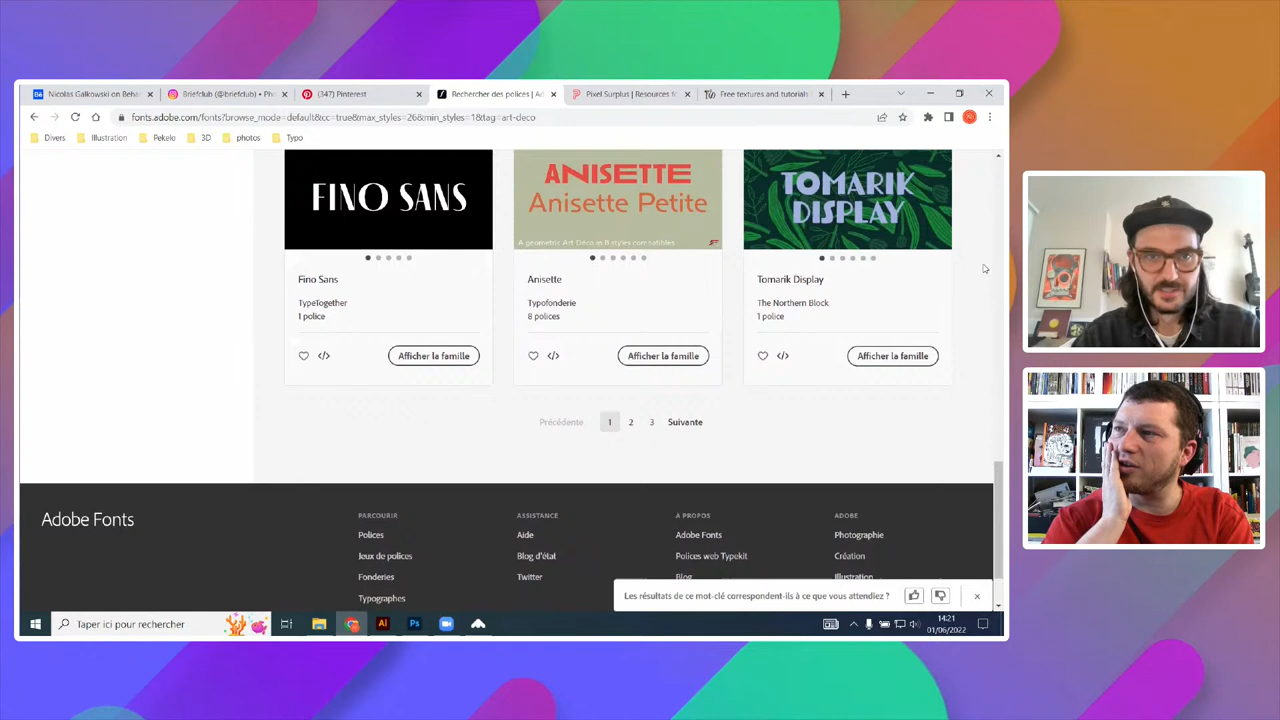 Nicolas Galkowski on Beha
Briefclub (@briefclub) • Pho
(347) Pinterest
Rechercher des polices | Ad
Pixel Surplus | Resources fo
Free textures and tutorials
fonts.adobe.com/fonts?browse_mode=default&cc=true&max_styles=26&min_styles=1&tag=art-deco
Divers
Illustration
Pekelo
3D
photos
Typo
FINO SANS
ANISETTE
Anisette Petite
A geometric Art Déco in 8 styles compatibles
TOMARIK
DISPLAY
Fino Sans
Anisette
Tomarik Display
TypeTogether
Typofonderie
The Northern Block
1 police
8 polices
1 police
Afficher la famille
Afficher la famille
Afficher la famille
Précédente
1
2
3
Suivante
Adobe Fonts
PARCOURIR
Polices
Jeux de polices
Fonderies
Typographes
ASSISTANCE
Aide
Blog d'état
Twitter
À PROPOS
Adobe Fonts
Polices web Typekit
Blog
ADOBE
Photographie
Création
Illustration
Les résultats de ce mot-clé correspondent-ils à ce que vous attendiez ?
Taper ici pour rechercher
Ai
Ps
14:21
01/06/2022